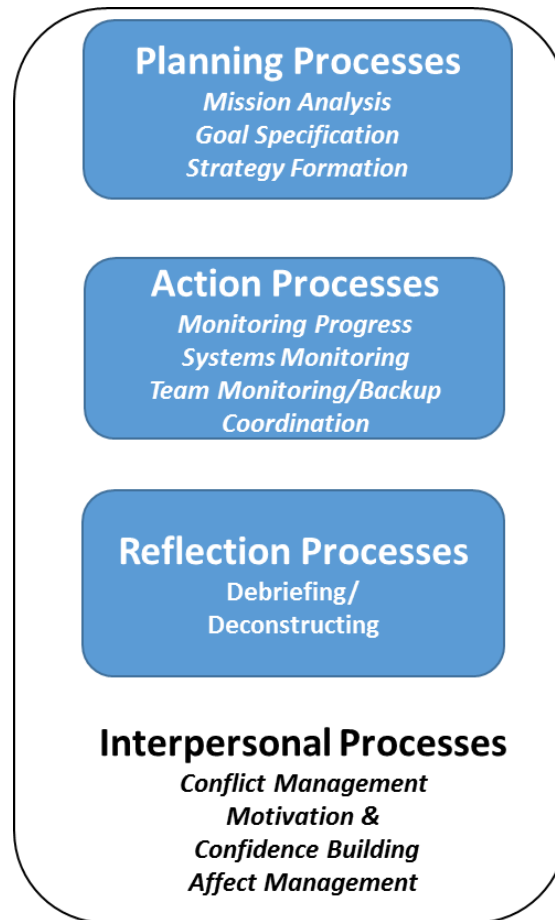 Planning Processes
Mission Analysis
Goal Specification
Strategy Formation
Action Processes
Monitoring Progress
Systems Monitoring
Team Monitoring/Backup
Coordination
Reflection Processes
Debriefing/
Deconstructing
Interpersonal Processes
Conflict Management
Motivation &
Confidence Building
Affect Management